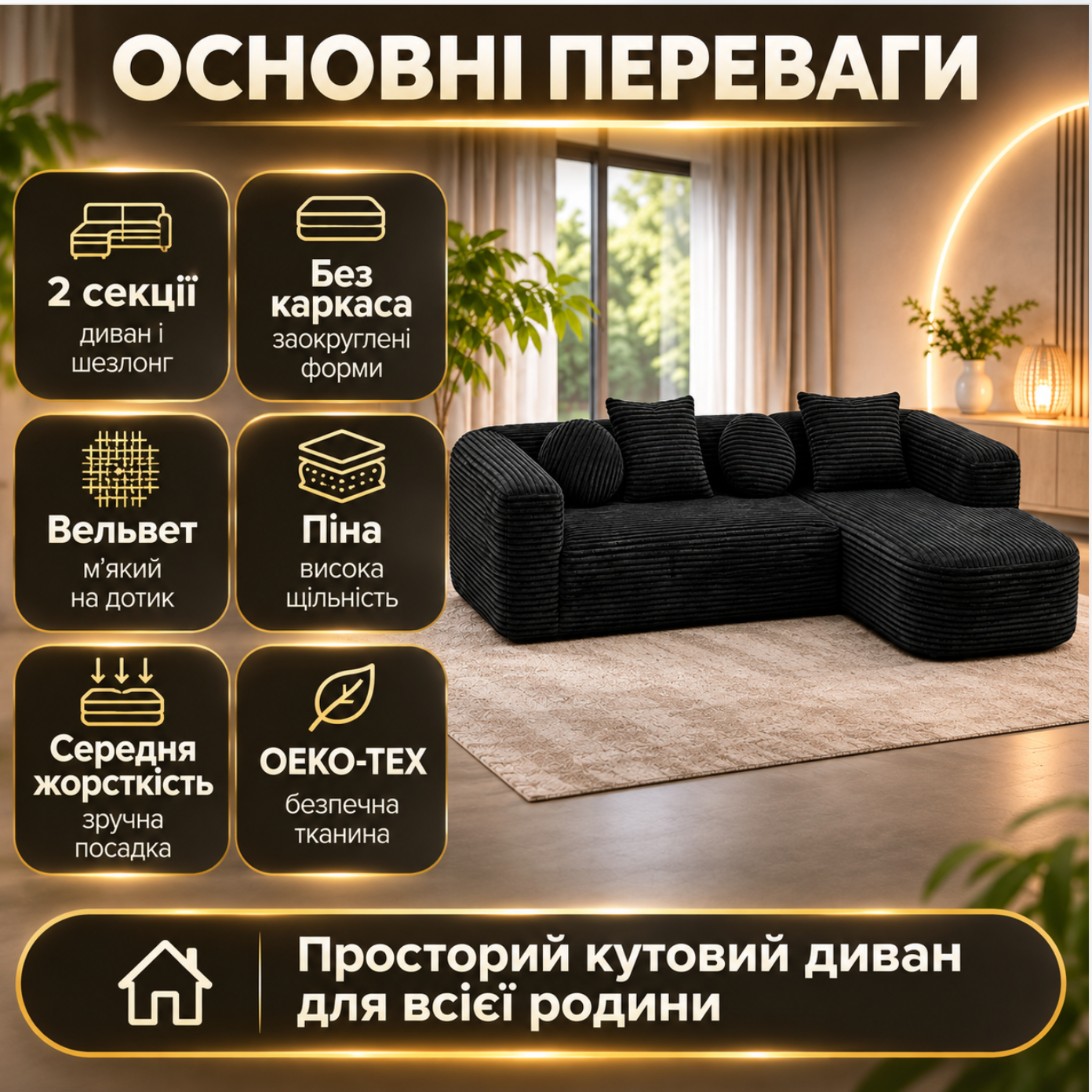 ОСНОВНІ ПЕРЕВАГИ
2 секції
диван і
шезлонг
Без
каркаса
заокруглені
форми
Вельвет
м'який
на дотик
Піна
висока
щільність
Середня
жорсткість
зручна
посадка
OEKO-TEX
безпечна
тканина
Просторий кутовий диван
для всієї родини